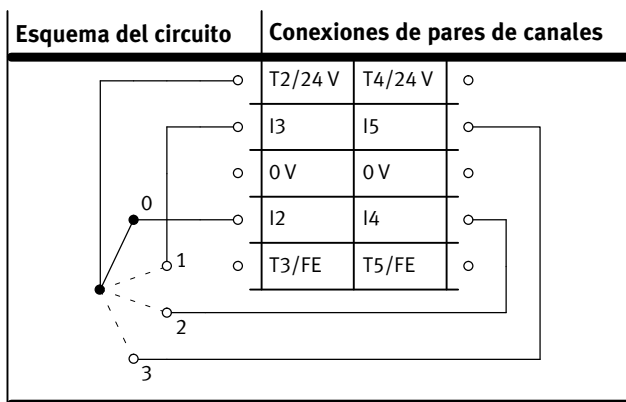 Esquema del circuito Conexiones de pares de canales
T2/24 V T4/24 V
I3 I5
0 V 0 V
0 I2 I4
1 T3/FE T5/FE
2
3